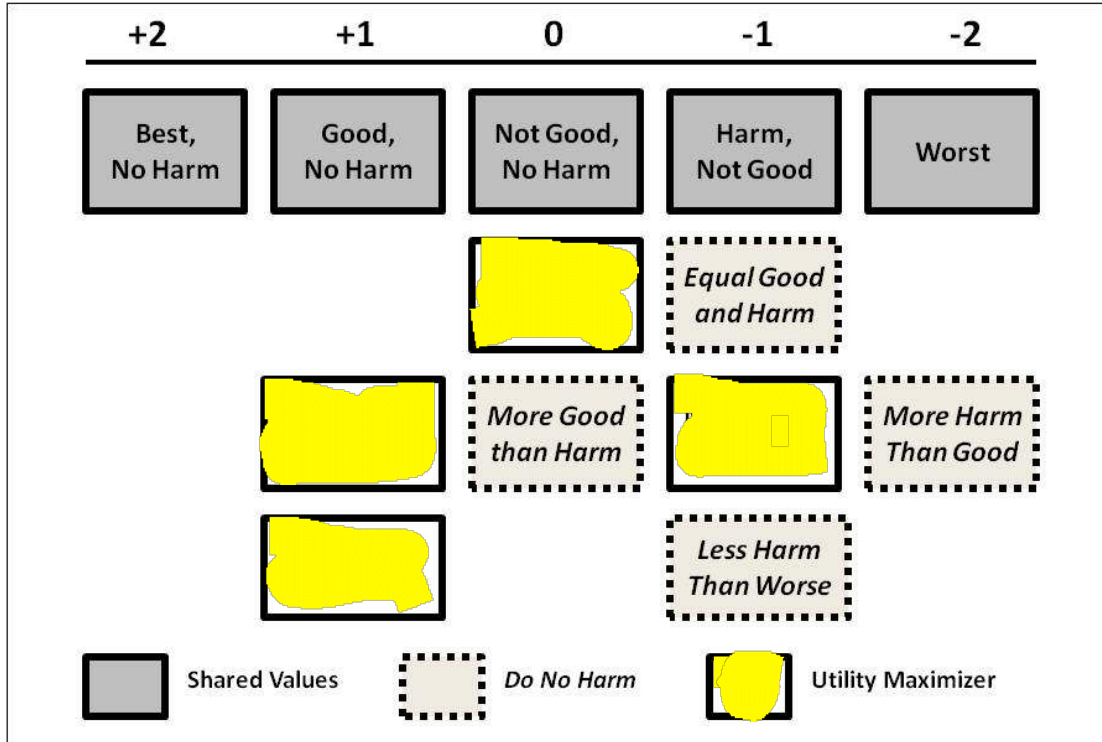 +2 +1 0 -1 -2
Best, No Harm
Good, No Harm
Not Good, No Harm
Harm, Not Good
Worst
Equal Good
and Harm
More Good
than Harm
More Harm
Than Good
Less Harm
Than Worse
Shared Values
Do No Harm
Utility Maximizer